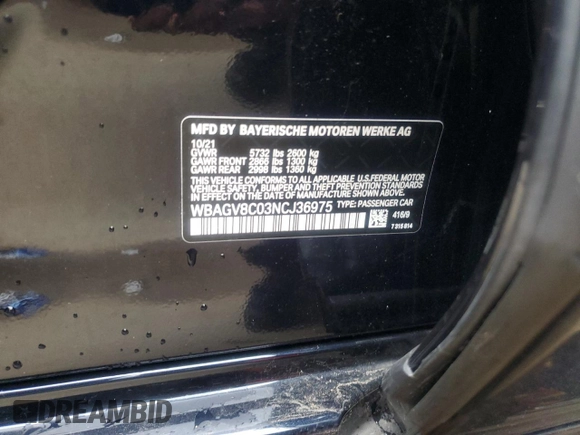 MFD BY BAYERISCHE MOTOREN WERKE AG
10/21
GVWR 5732 lbs 2600 kg
GAWR FRONT 2866 lbs 1300 kg
GAWR REAR 2998 lbs 1360 kg
THIS VEHICLE CONFORMS TO ALL APPLICABLE U.S.FEDERAL MOTOR
VEHICLE SAFETY, BUMPER AND THEFT PREVENTION STANDARDS
IN EFFECT ON THE DATE OF MANUFACTURE SHOWN ABOVE.
WBAGV8C03NCJ36975 TYPE: PASSENGER CAR
416/9
7 315 014
DREAMBID